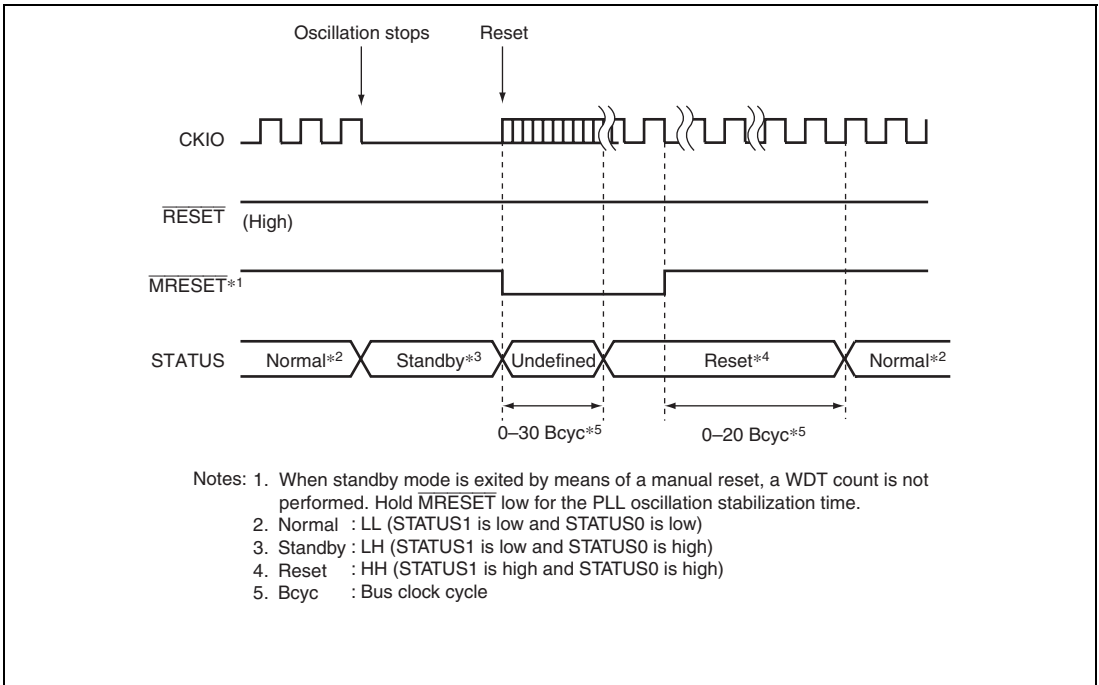 Oscillation stops Reset
CKIO
RESET (High)
MRESET*1
STATUS Normal*2 Standby*3 Undefined Reset*4 Normal*2
0–30 Bcyc*5 0–20 Bcyc*5
Notes: 1. When standby mode is exited by means of a manual reset, a WDT count is not
performed. Hold MRESET low for the PLL oscillation stabilization time.
2. Normal : LL (STATUS1 is low and STATUS0 is low)
3. Standby : LH (STATUS1 is low and STATUS0 is high)
4. Reset : HH (STATUS1 is high and STATUS0 is high)
5. Bcyc : Bus clock cycle